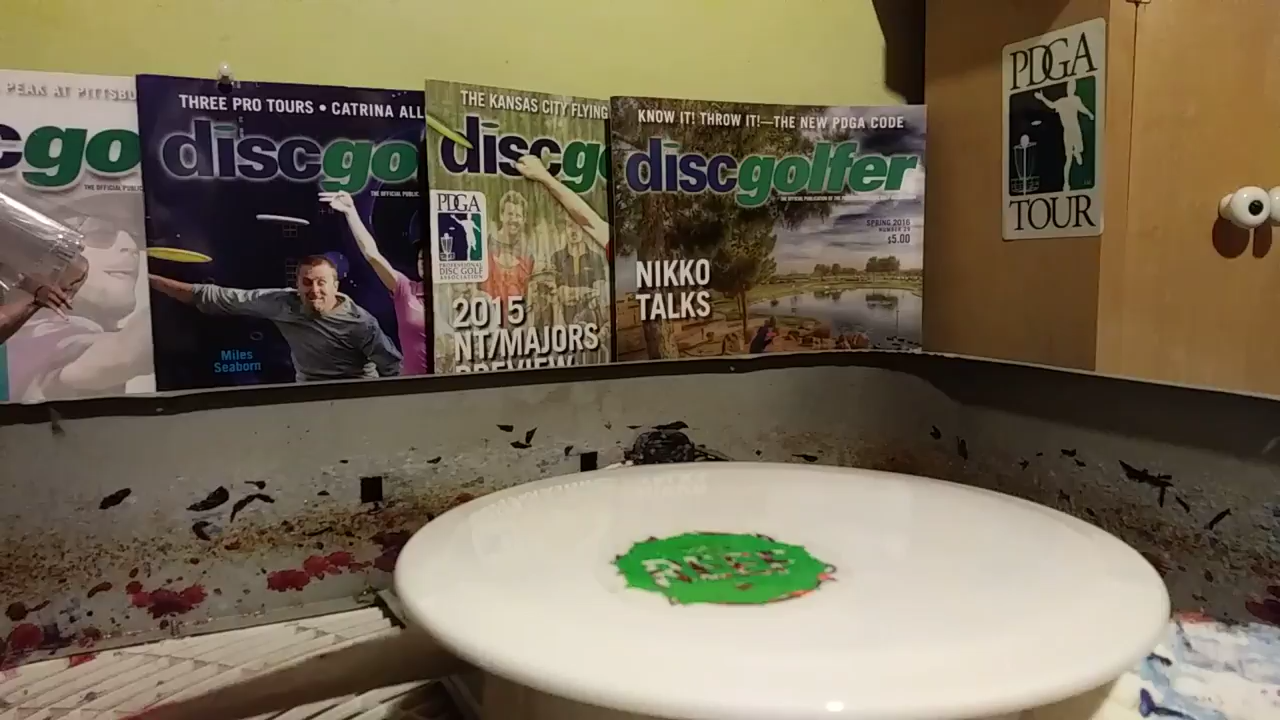 PEAK AT PITTSBU
cgo
THE OFFICIAL PUBLIC
THREE PRO TOURS • CATRINA ALL
discgo
THE OFFICIAL PUBLIC
Miles
Seaborn
THE KANSAS CITY FLYING
discg
PDGA
PROFESSIONAL
DISC GOLF
ASSOCIATION
2015
NT/MAJORS
PREVIEW
KNOW IT! THROW IT!—THE NEW PDGA CODE
discgolfer
SPRING 2016
$5.00
NIKKO
TALKS
PDGA
TOUR